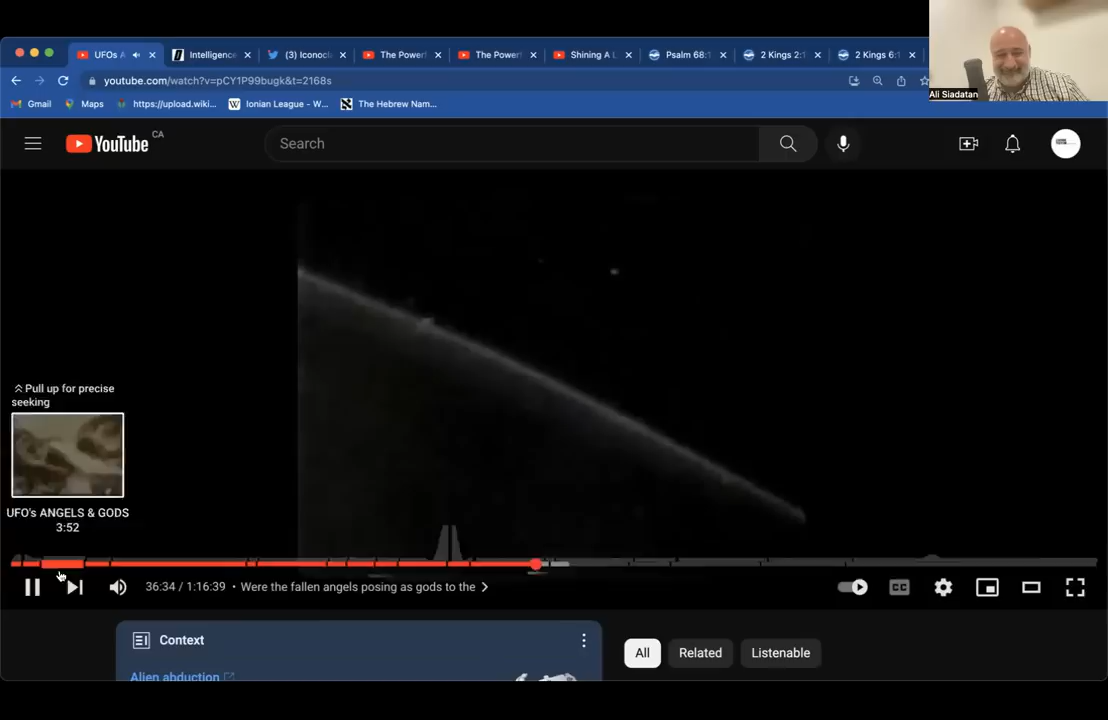 UFOs A
Intelligence
(3) Iconocl
The Power!
The Power!
Shining A L
Psalm 68:
2 Kings 2:
2 Kings 6:
youtube.com/watch?v=pCY1P99bugk&t=2168s
Ali Siadatan
Gmail
Maps
https://upload.wiki...
Ionian League - W...
The Hebrew Nam...
YouTube CA
Search
Pull up for precise
seeking
UFO's ANGELS & GODS
3:52
36:34 / 1:16:39 • Were the fallen angels posing as gods to the
CC
Context
All
Related
Listenable
Alien abduction